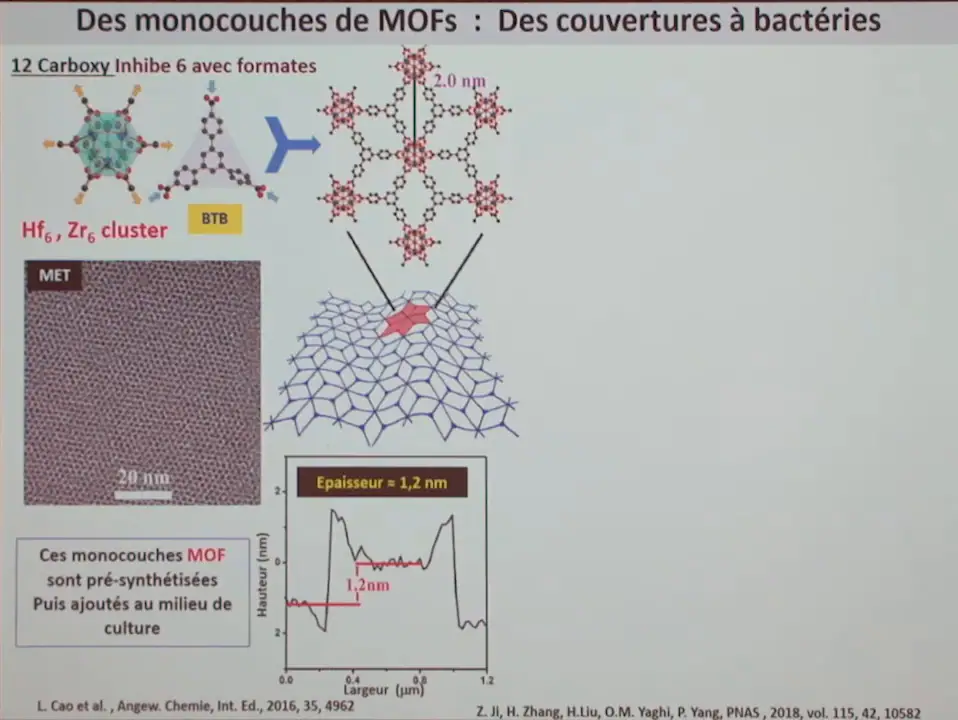 Des monocouches de MOFs : Des couvertures à bactéries
12 Carboxy Inhibe 6 avec formates
2.0 nm
BTB
Hf6 , Zr6 cluster
MET
20 nm
Epaisseur = 1,2 nm
Hauteur (nm)
2
0
2
1.2nm
0.0 0.4 0.8 1.2
Largeur (µm)
Ces monocouches MOF
sont pré-synthétisées
Puis ajoutés au milieu de
culture
L. Cao et al. , Angew. Chemie, Int. Ed., 2016, 35, 4962
Z. Ji, H. Zhang, H.Liu, O.M. Yaghi, P. Yang, PNAS , 2018, vol. 115, 42, 10582